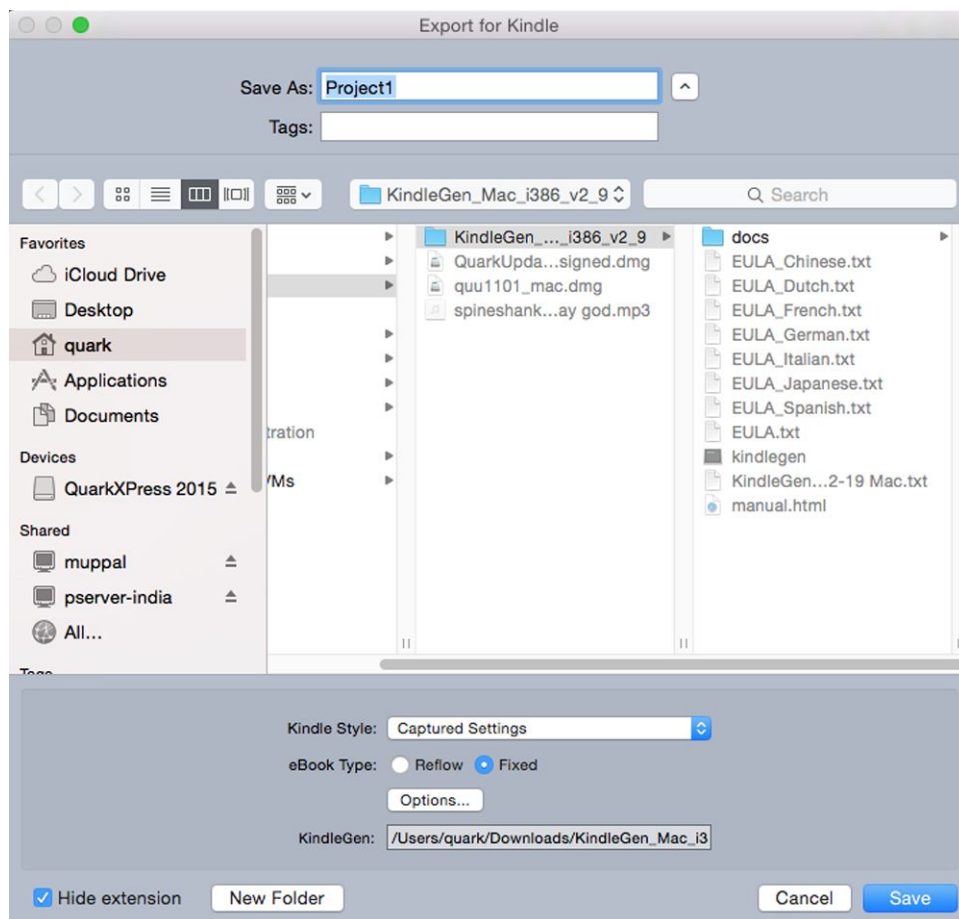 Export for Kindle
Save As: Project1
Tags:
KindleGen_Mac_i386_v2_9
Search
Favorites
iCloud Drive
Desktop
quark
Applications
Documents
Devices
QuarkXPress 2015
Shared
muppal
pserver-india
All...
tration
/Ms
KindleGen_..._i386_v2_9
QuarkUpda...signed.dmg
quu1101_mac.dmg
spineshank...ay god.mp3
docs
EULA_Chinese.txt
EULA_Dutch.txt
EULA_French.txt
EULA_German.txt
EULA_Italian.txt
EULA_Japanese.txt
EULA_Spanish.txt
EULA.txt
kindlegen
KindleGen...2-19 Mac.txt
manual.html
Kindle Style: Captured Settings
eBook Type: Reflow Fixed
Options...
KindleGen: /Users/quark/Downloads/KindleGen_Mac_i3
Hide extension New Folder Cancel Save